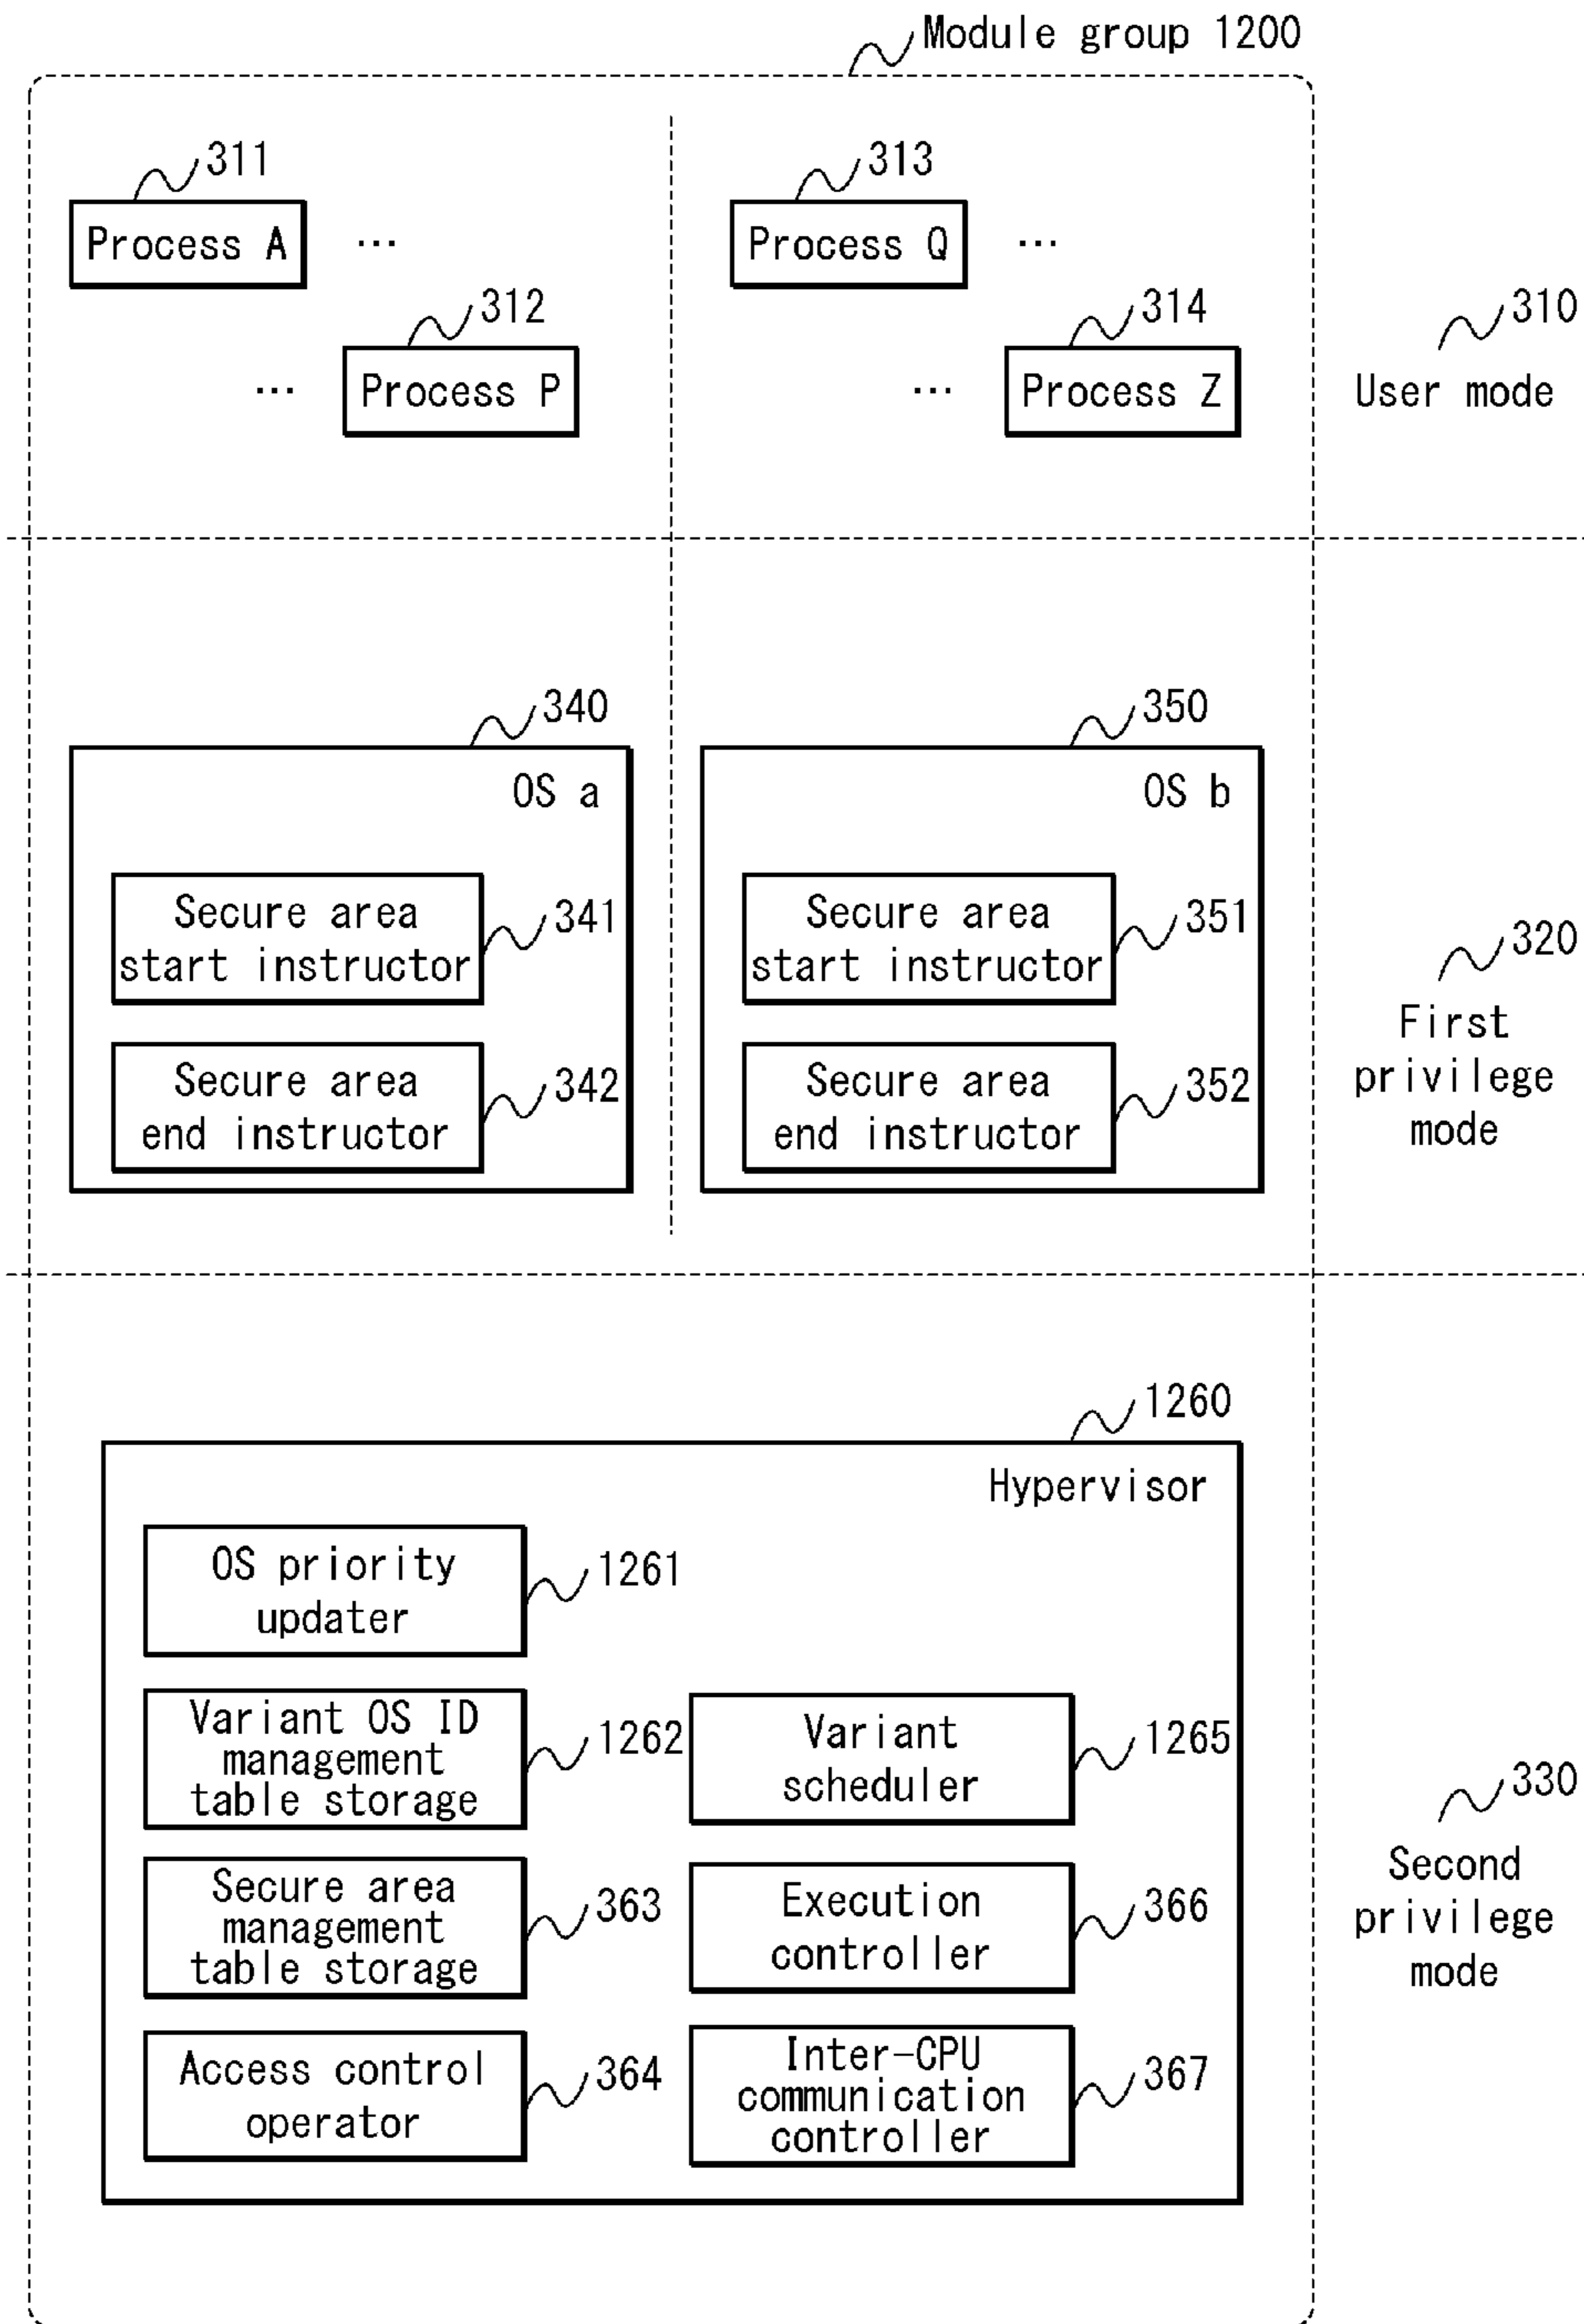 Module group 1200
311
Process A
...
313
Process Q
...
312
...
Process P
314
...
Process Z
310
User mode
340
OS a
Secure area
start instructor
341
Secure area
end instructor
342
350
OS b
Secure area
start instructor
351
Secure area
end instructor
352
320
First
privilege
mode
1260
Hypervisor
OS priority
updater
1261
Variant OS ID
management
table storage
1262
Variant
scheduler
1265
Secure area
management
table storage
363
Execution
controller
366
Access control
operator
364
Inter-CPU
communication
controller
367
330
Second
privilege
mode